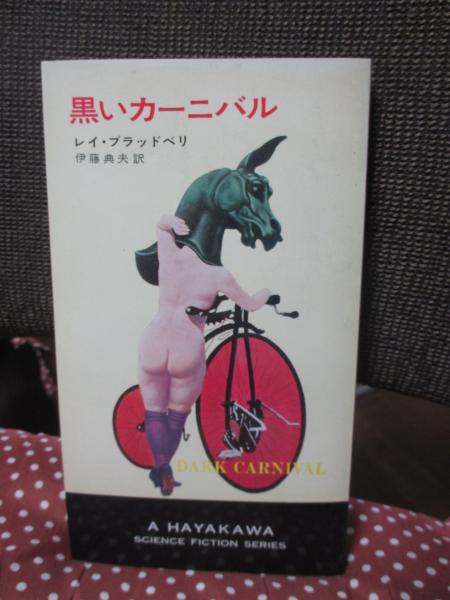 黒いカーニバル
レイ・ブラッドベリ
伊藤典夫訳
DARK CARNIVAL
A HAYAKAWA
SCIENCE FICTION SERIES